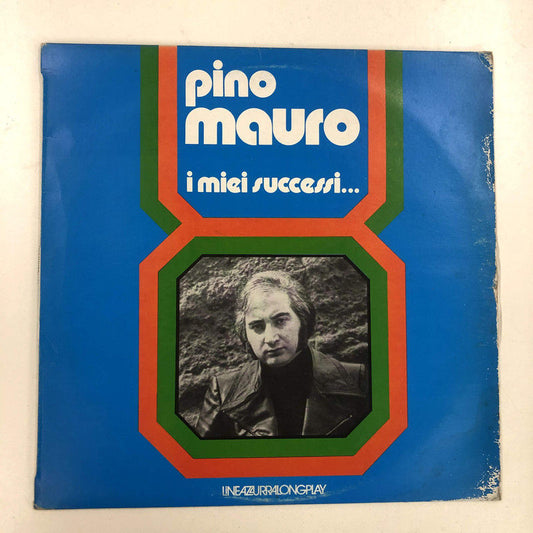 pino
mauro
i miei successi...
LINEAZZURRALONGPLAY